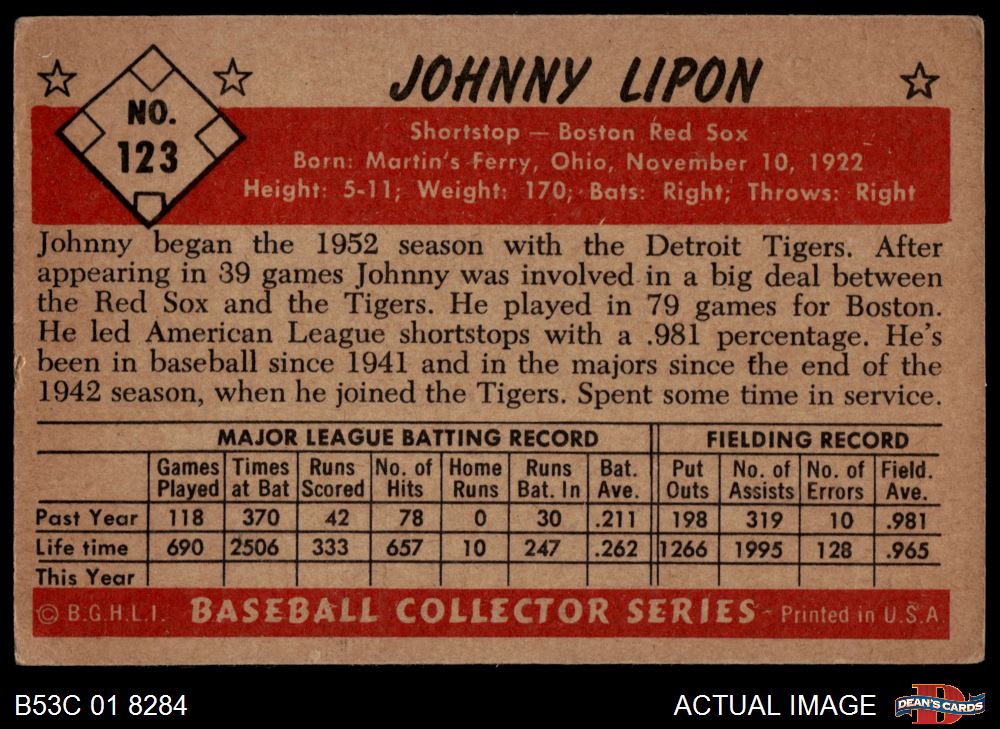 JOHNNY LIPON
NO.
123
Shortstop — Boston Red Sox
Born: Martin's Ferry, Ohio, November 10, 1922
Height: 5-11; Weight: 170; Bats: Right; Throws: Right
Johnny began the 1952 season with the Detroit Tigers. After
appearing in 39 games Johnny was involved in a big deal between
the Red Sox and the Tigers. He played in 79 games for Boston.
He led American League shortstops with a .981 percentage. He's
been in baseball since 1941 and in the majors since the end of the
1942 season, when he joined the Tigers. Spent some time in service.
MAJOR LEAGUE BATTING RECORD FIELDING RECORD
Games Times Runs No. of Home Runs Bat. Put No. of No. of Field.
Played at Bat Scored Hits Runs Bat. In Ave. Outs Assists Errors Ave.
Past Year 118 370 42 78 0 30 .211 198 319 10 .981
Life time 690 2506 333 657 10 247 .262 1266 1995 128 .965
This Year
© B.G.H.L.I. BASEBALL COLLECTOR SERIES - Printed in U.S.A
B53C 01 8284 ACTUAL IMAGE D DEAN'S CARDS